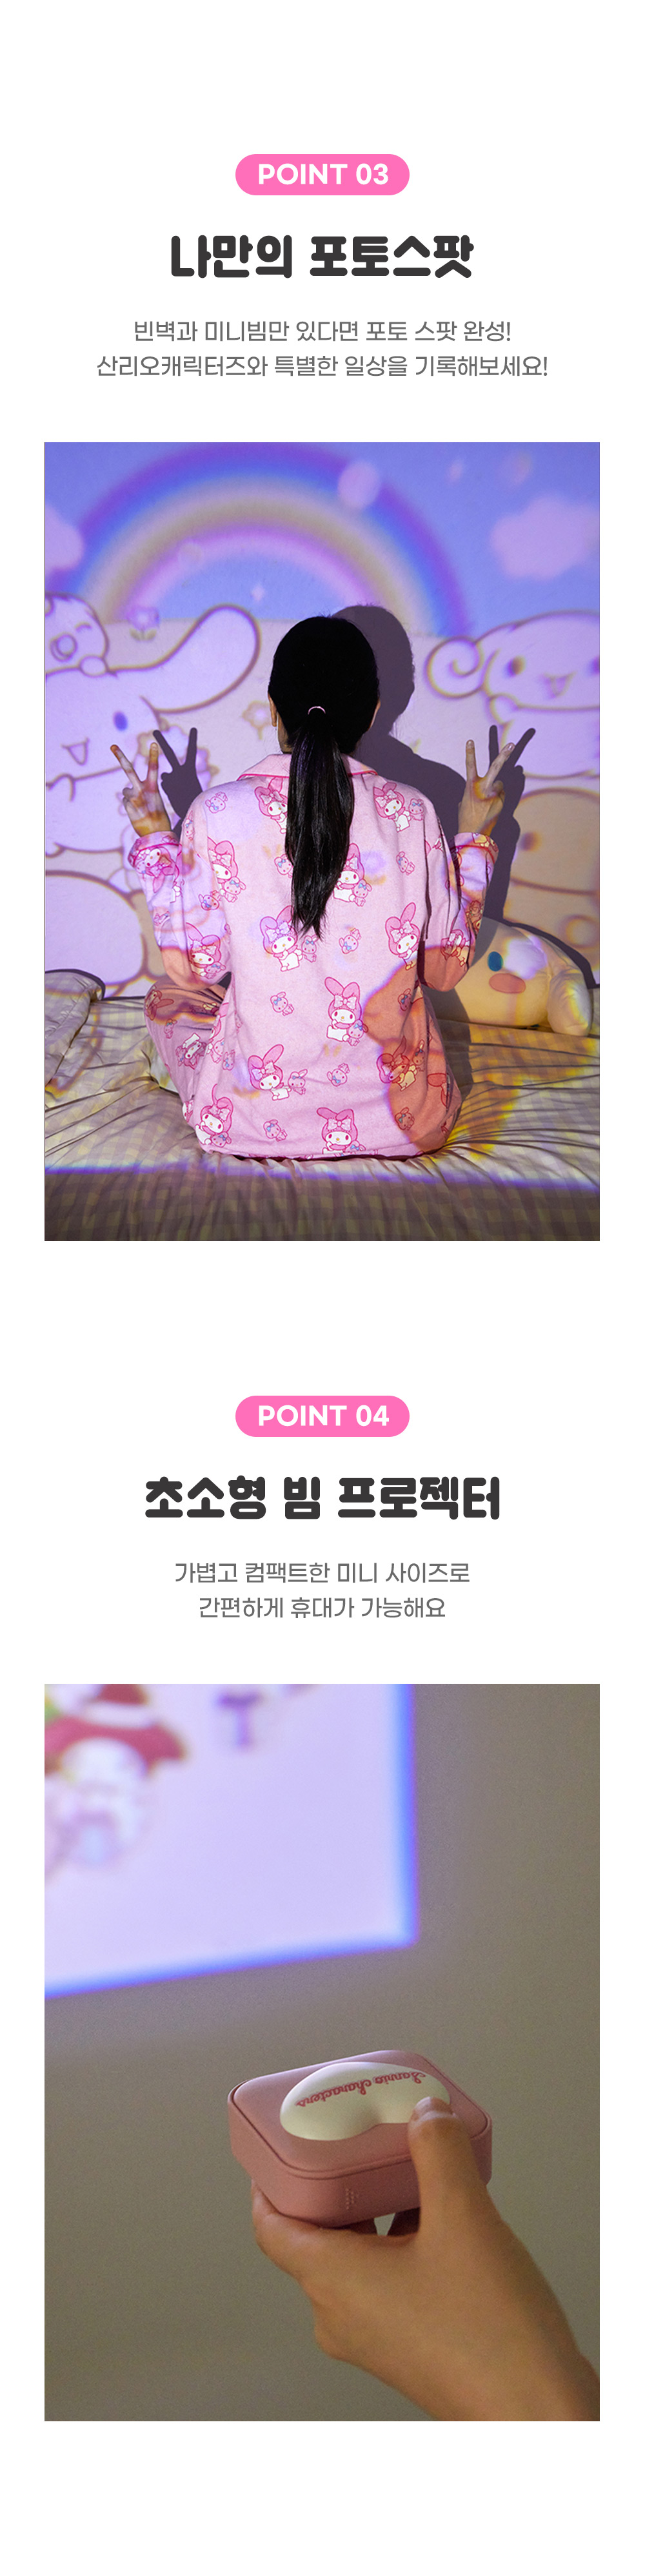 POINT 03
나만의 포토스팟
빈벽과 미니빔만 있다면 포토 스팟 완성!
산리오캐릭터즈와 특별한 일상을 기록해보세요!
POINT 04
초소형 빔 프로젝터
가볍고 컴팩트한 미니 사이즈로
간편하게 휴대가 가능해요
Sanrio characters